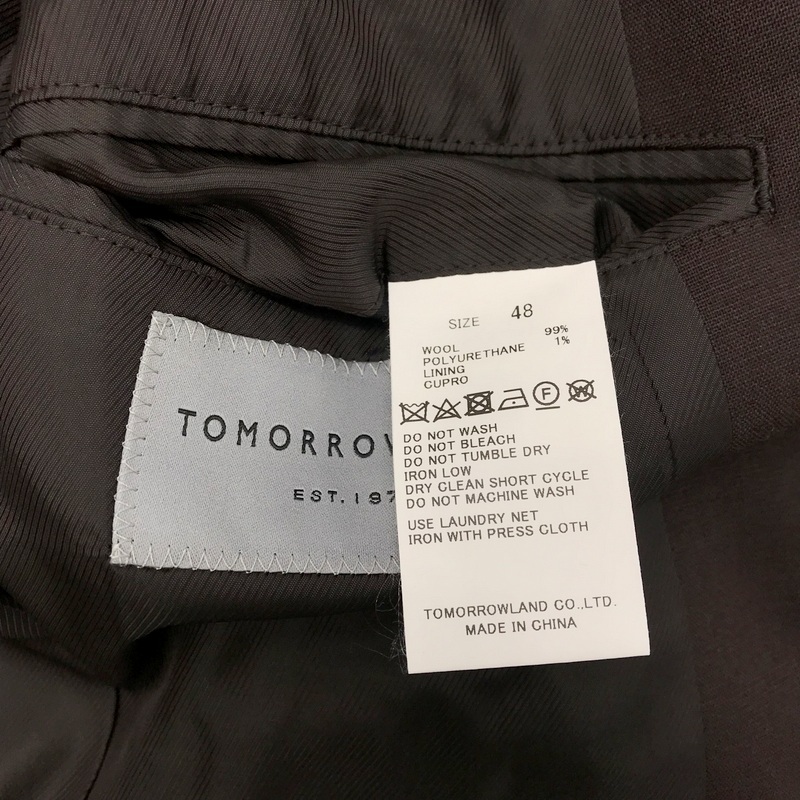 TOMORROW
EST. 197
SIZE 48
WOOL 99%
POLYURETHANE 1%
LINING
CUPRO
F W
DO NOT WASH
DO NOT BLEACH
DO NOT TUMBLE DRY
IRON LOW
DRY CLEAN SHORT CYCLE
DO NOT MACHINE WASH
USE LAUNDRY NET
IRON WITH PRESS CLOTH
TOMORROWLAND CO.,LTD.
MADE IN CHINA